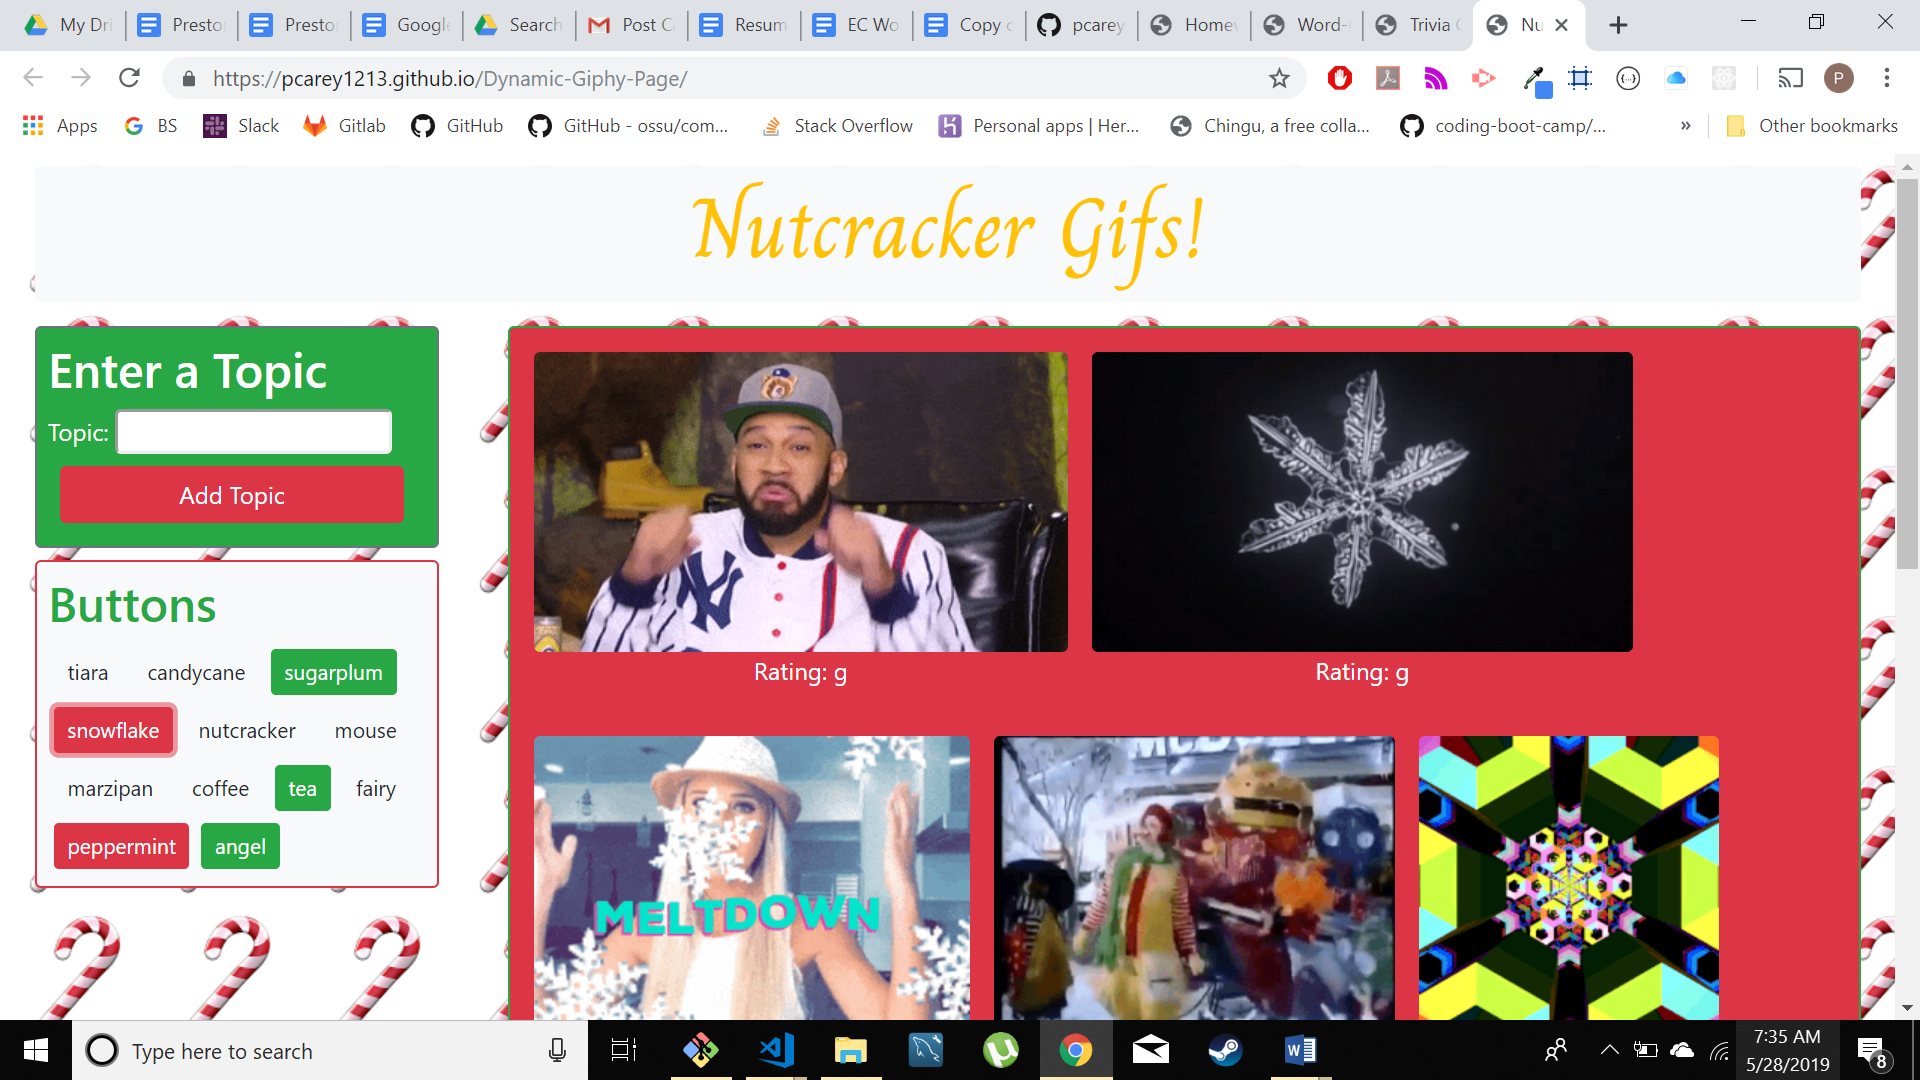 My Dri
Presto
Presto
Google
Search
Post Ca
Resum
EC Wo
Copy o
pcarey
Homew
Word-
Trivia
Nu
https://pcarey1213.github.io/Dynamic-Giphy-Page/
P
Apps
BS
Slack
Gitlab
GitHub
GitHub - ossu/com...
Stack Overflow
Personal apps | Her...
Chingu, a free colla...
coding-boot-camp/...
»
Other bookmarks
Nutcracker Gifs!
Enter a Topic
Topic:
Add Topic
Buttons
tiara candycane sugarplum
snowflake nutcracker mouse
marzipan coffee tea fairy
peppermint angel
NY
Rating: g
Rating: g
MELTDOWN
Type here to search
7:35 AM
5/28/2019
8